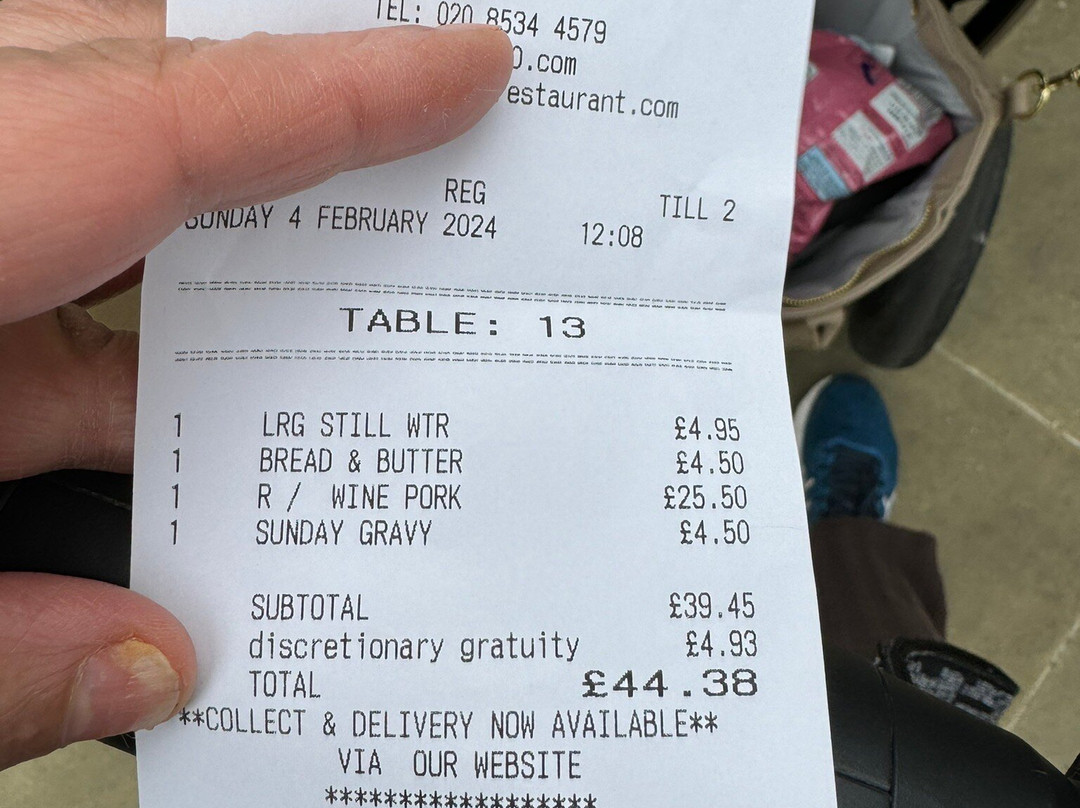 TEL: 020 8534 4579
.com
estaurant.com
REG
TILL 2
SUNDAY 4 FEBRUARY 2024 12:08
TABLE: 13
1 LRG STILL WTR £4.95
1 BREAD & BUTTER £4.50
1 R / WINE PORK £25.50
1 SUNDAY GRAVY £4.50
SUBTOTAL £39.45
discretionary gratuity £4.93
TOTAL £44.38
**COLLECT & DELIVERY NOW AVAILABLE**
VIA OUR WEBSITE
******************